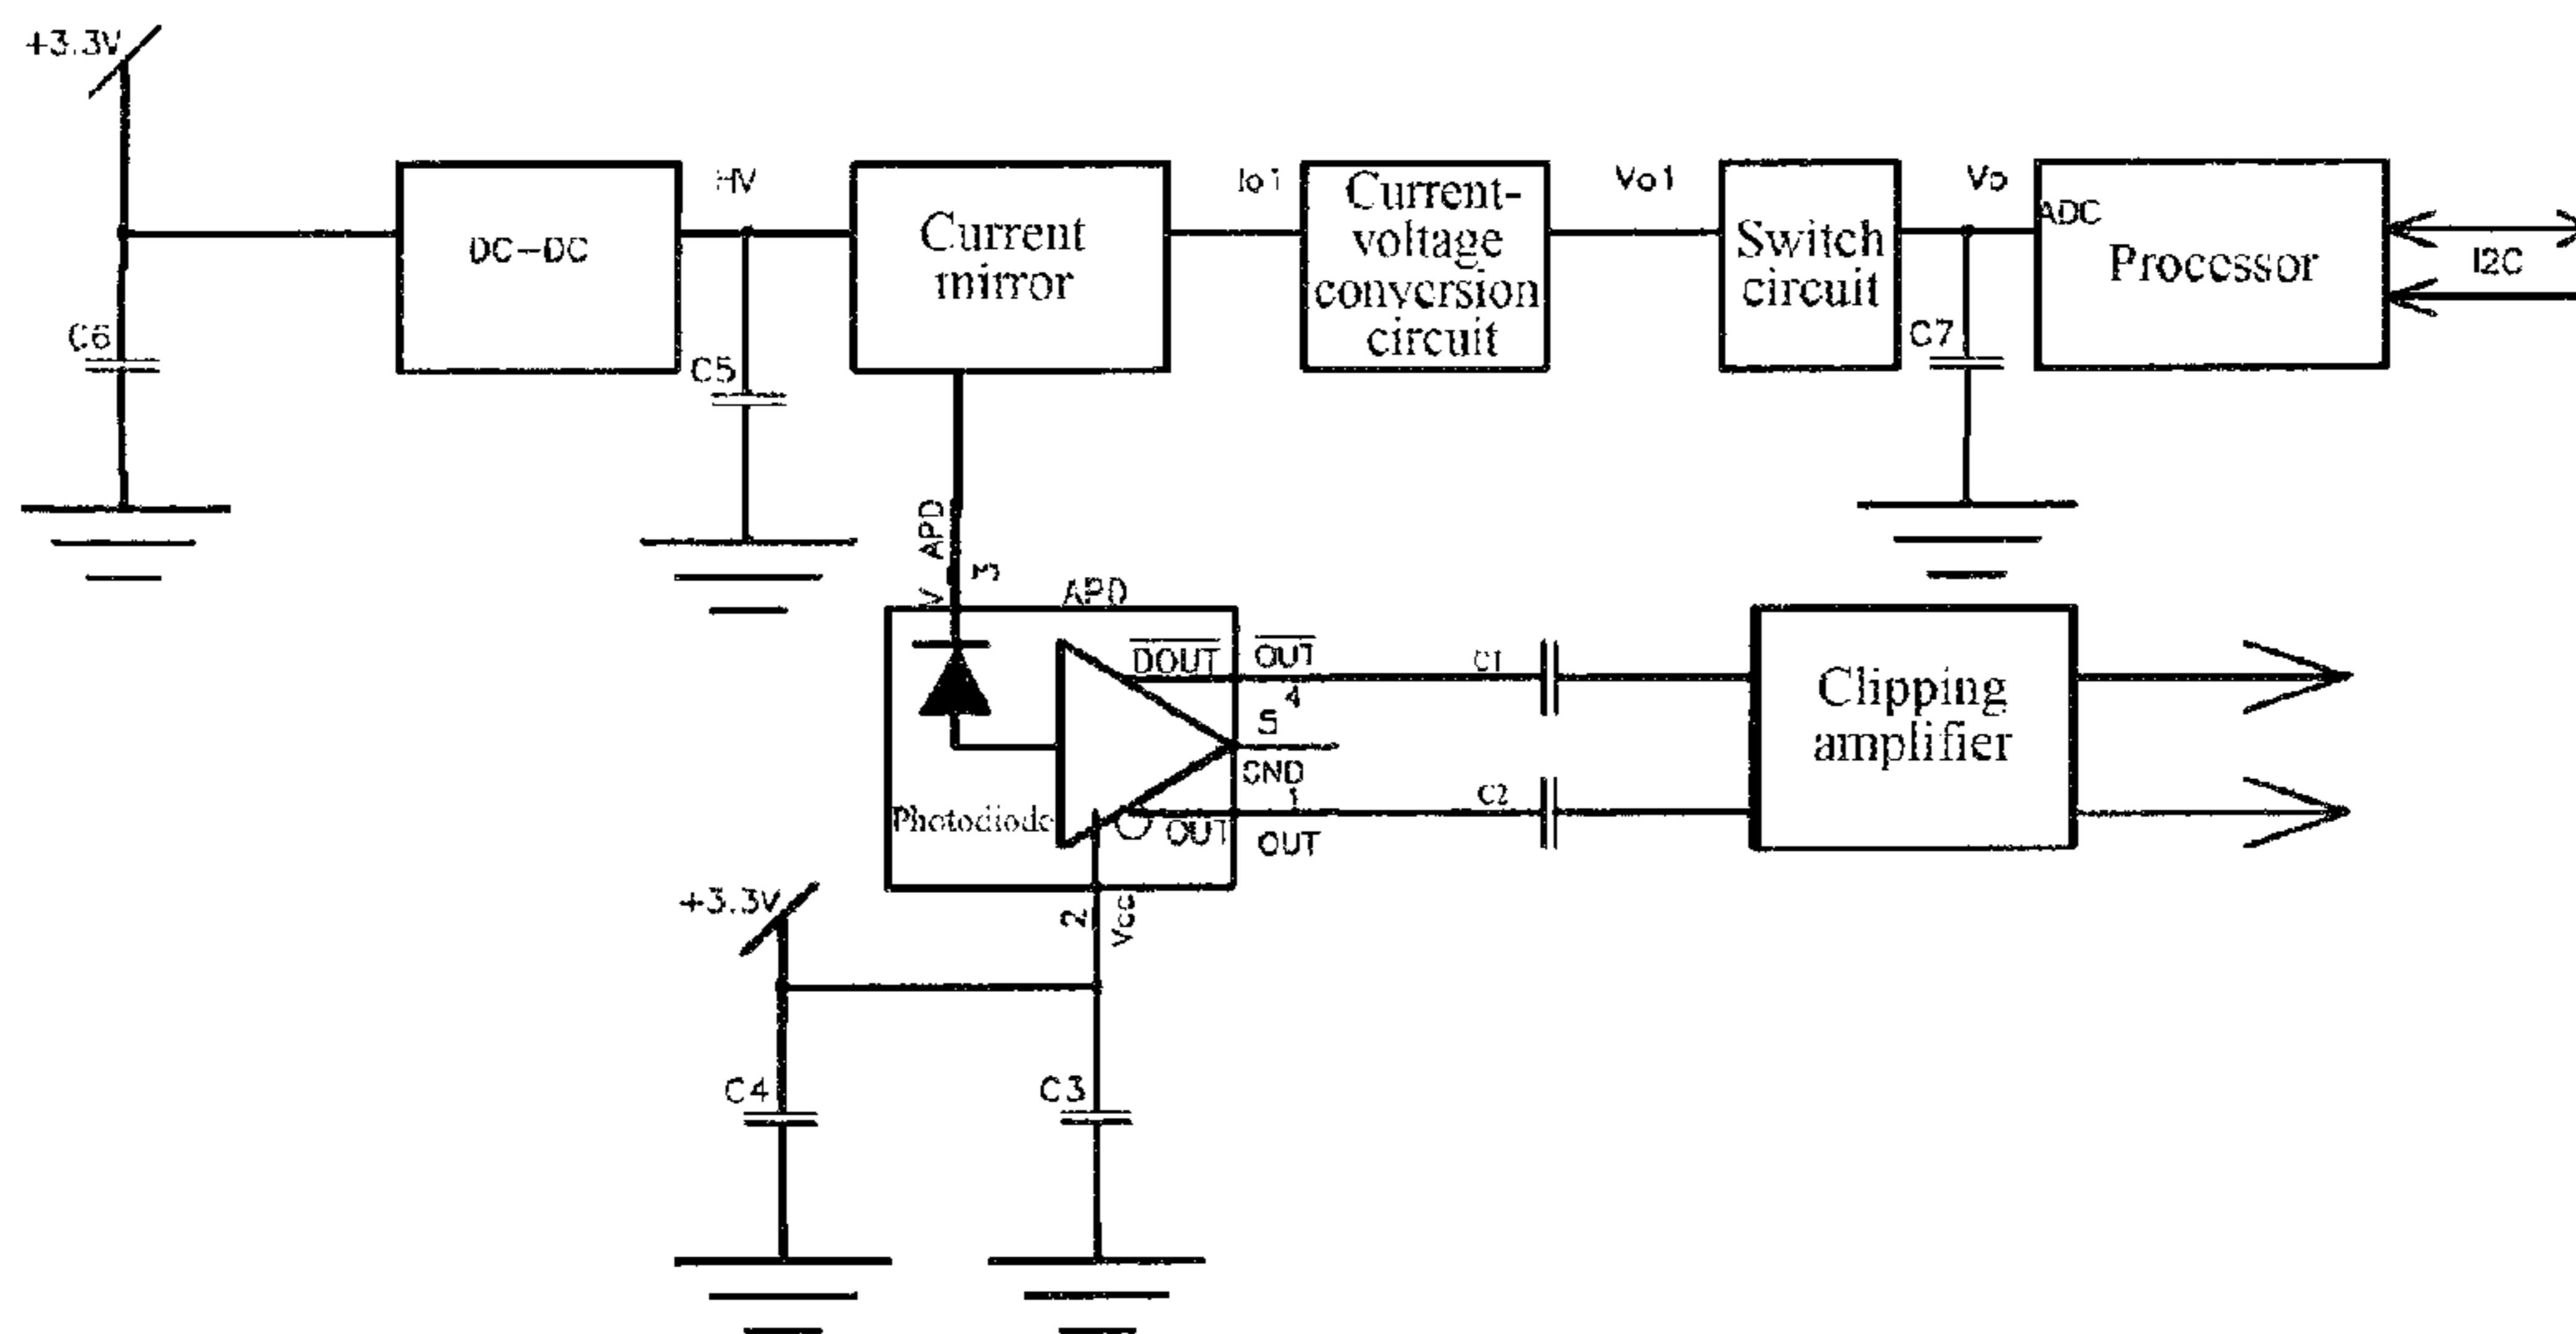 +3.3V
C6
DC-DC
HV
C5
Current
mirror
Io1
Current-
voltage
conversion
circuit
Vo1
Switch
circuit
Vo
C7
ADC
Processor
I2C
V_APD
3
APD
Photodiode
DOUT
OUT
4
5
GND
1
OUT
OUT
C1
C2
Clipping
amplifier
+3.3V
2
Vcc
C4
C3